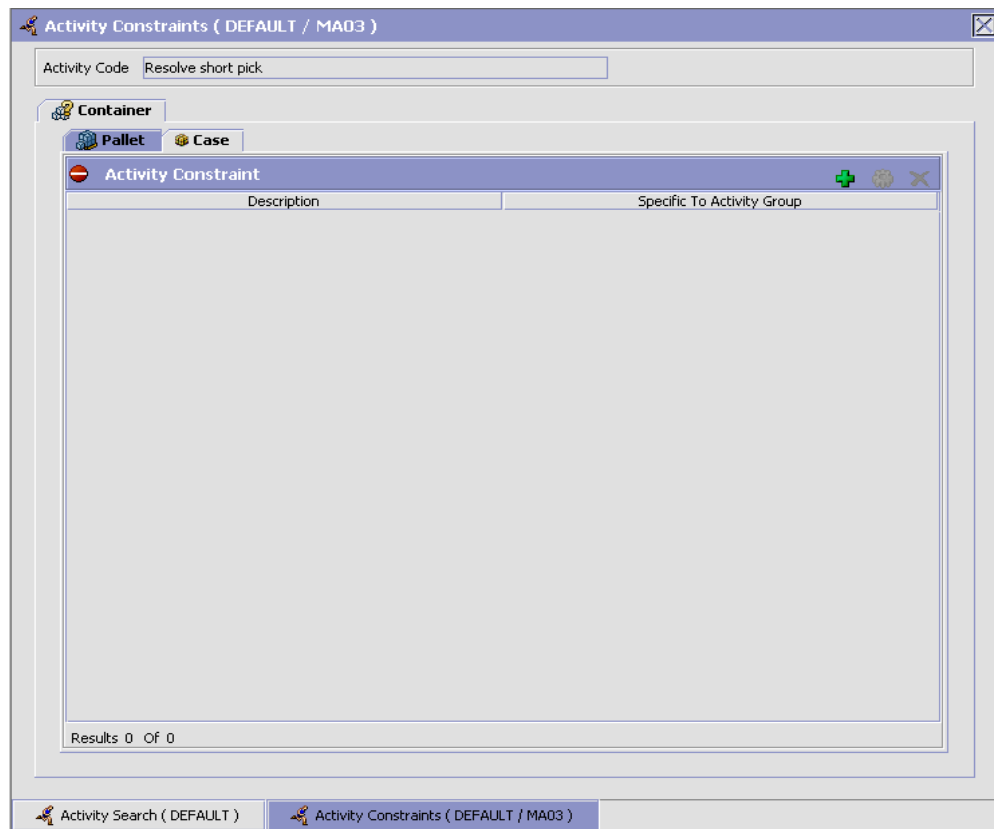 Activity Constraints ( DEFAULT / MA03 )
Activity Code Resolve short pick
Container
Pallet Case
Activity Constraint
Description Specific To Activity Group
Results 0 Of 0
Activity Search ( DEFAULT ) Activity Constraints ( DEFAULT / MA03 )